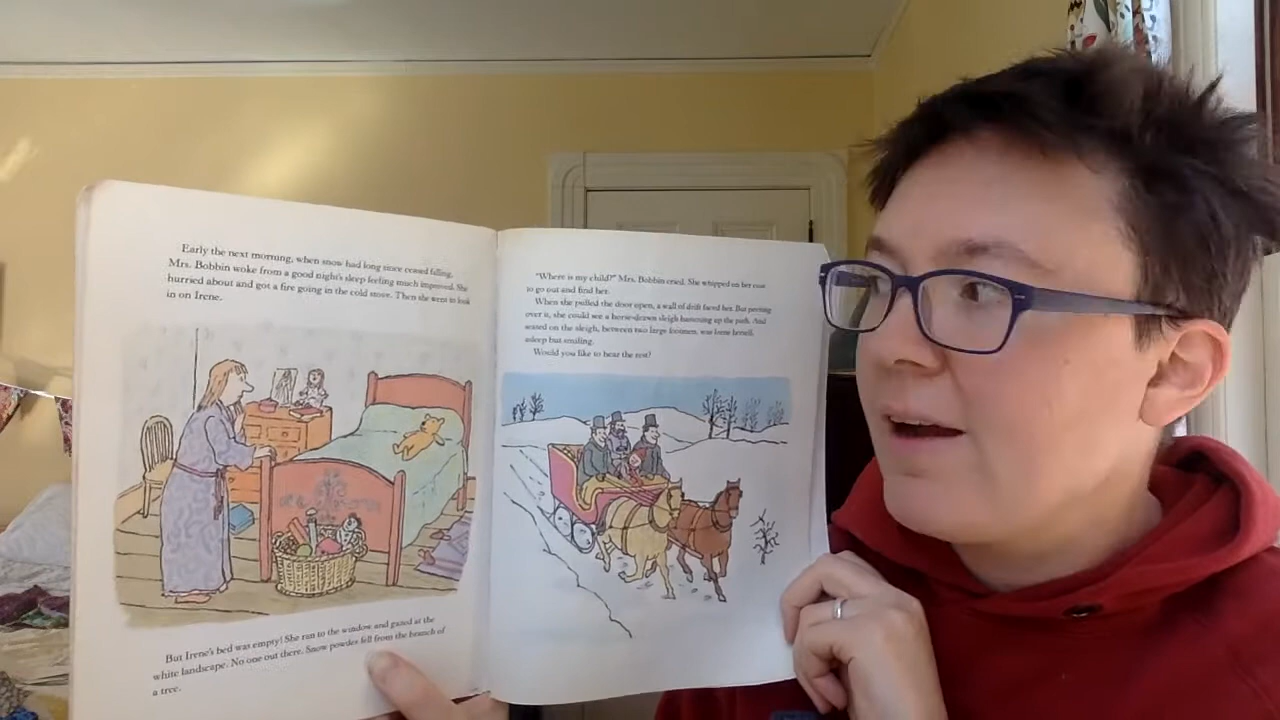 Early the next morning, when snow had long since ceased falling,
Mrs. Bobbin woke from a good night's sleep feeling much improved. She
hurried about and got a fire going in the cold stove. Then she went to look
in on Irene.
But Irene's bed was empty! She ran to the window and gazed at the
white landscape. No one out there. Snow powder fell from the branch of
a tree.
"Where is my child?" Mrs. Bobbin cried. She whipped on her coat
to go out and find her.
When she pulled the door open, a wall of drift faced her. But peering
over it, she could see a horse-drawn sleigh hastening up the path. And
seated on the sleigh, between two large footmen, was Irene herself,
asleep but smiling.
Would you like to hear the rest?